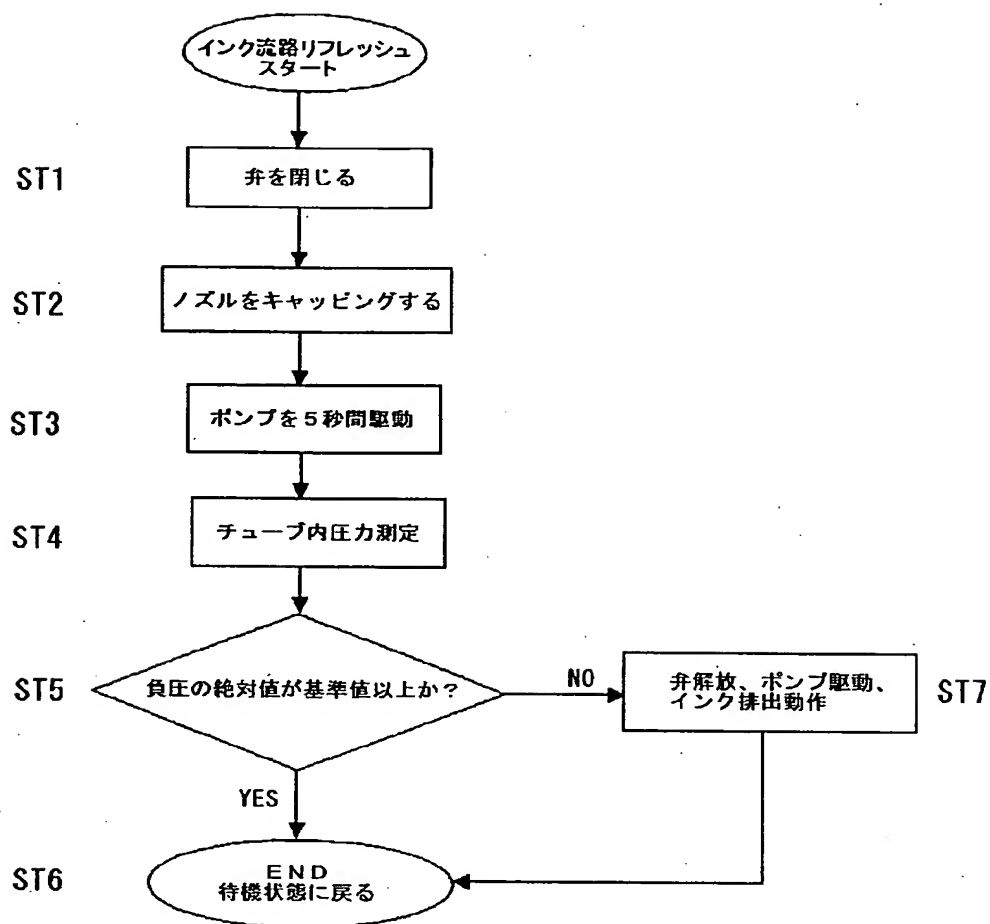 インク流路リフレッシュ
スタート
ST1
弁を閉じる
ST2
ノズルをキャッピングする
ST3
ポンプを5秒間駆動
ST4
チューブ内圧力測定
ST5
負圧の絶対値が基準値以上か?
NO
弁解放、ポンプ駆動、
インク排出動作
ST7
YES
ST6
END
待機状態に戻る